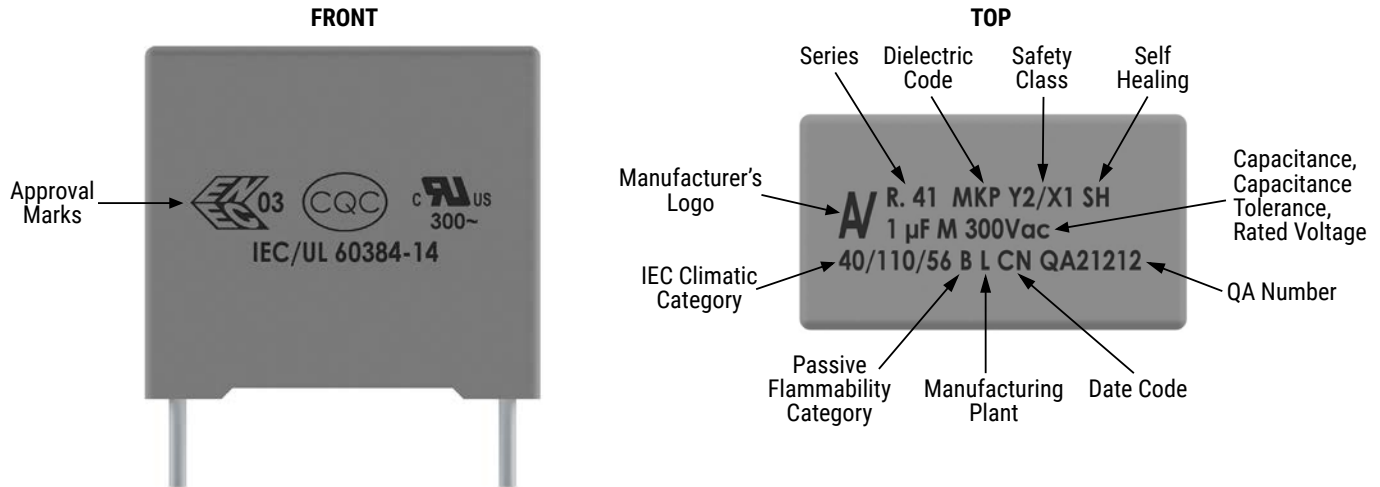 FRONT
Approval
Marks
ENEC 03
CQC
C RU US
300~
IEC/UL 60384-14
TOP
Series
Dielectric
Code
Safety
Class
Self
Healing
Manufacturer's
Logo
R. 41 MKP Y2/X1 SH
1 µF M 300Vac
40/110/56 B L CN QA21212
Capacitance,
Capacitance
Tolerance,
Rated Voltage
IEC Climatic
Category
QA Number
Passive
Flammability
Category
Manufacturing
Plant
Date Code